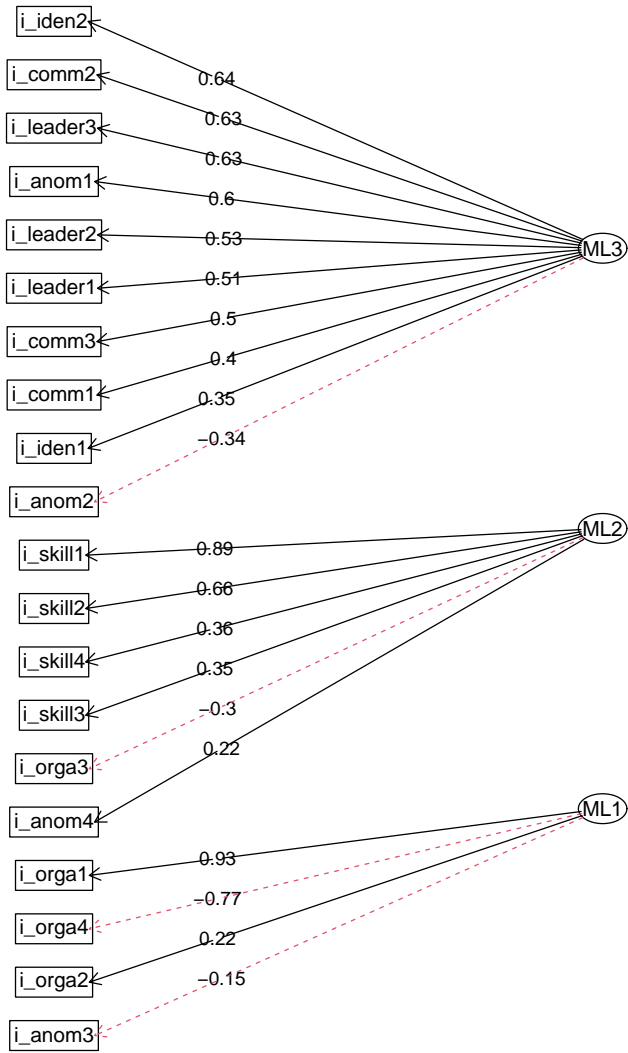 i_iden2
i_comm2
0.64
0.63
i_leader3
0.63
i_anom1
0.6
i_leader2
0.53
ML3
i_leader1
0.51
i_comm3
0.5
0.4
i_comm1
0.35
i_iden1
−0.34
i_anom2
ML2
i_skill1
0.89
0.66
i_skill2
0.36
i_skill4
0.35
−0.3
i_skill3
0.22
i_orga3
ML1
i_anom4
0.93
i_orga1
−0.77
i_orga4
0.22
i_orga2
−0.15
i_anom3